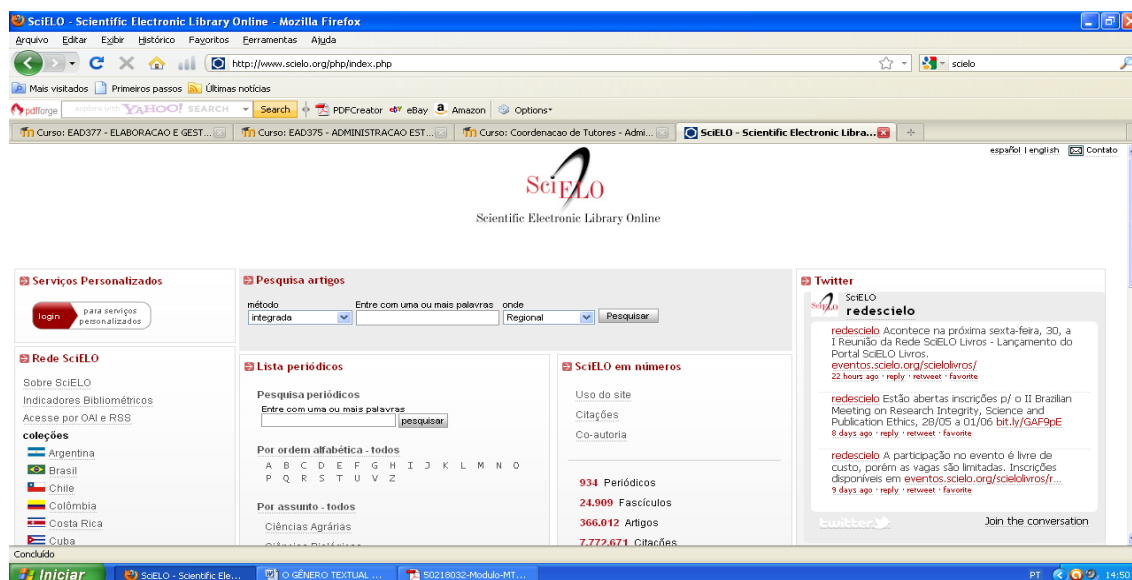 SciELO - Scientific Electronic Library Online - Mozilla Firefox
Arquivo Editar Exibir Histórico Favoritos Ferramentas Ajuda
http://www.scielo.org/php/index.php
scielo
Mais visitados Primeiros passos Últimas notícias
pdfforge explore with YAHOO! SEARCH Search PDFCreator eBay Amazon Options
Curso: EAD377 - ELABORACAO E GEST... Curso: EAD375 - ADMINISTRACAO EST... Curso: Coordenacao de Tutores - Admi... SciELO - Scientific Electronic Libra...
español | english Contato
SciELO
Scientific Electronic Library Online
Serviços Personalizados
login para serviços personalizados
Rede SciELO
Sobre SciELO
Indicadores Bibliométricos
Acesse por OAI e RSS
coleções
Argentina
Brasil
Chile
Colômbia
Costa Rica
Cuba
Pesquisa artigos
método Entre com uma ou mais palavras onde
integrada Regional Pesquisar
Lista periódicos
Pesquisa periódicos
Entre com uma ou mais palavras
pesquisar
Por ordem alfabética - todos
A B C D E F G H I J K L M N O
P Q R S T U V Z
Por assunto - todos
Ciências Agrárias
Ciências Biológicas
SciELO em números
Uso do site
Citações
Co-autoria
934 Periódicos
24.909 Fascículos
366.012 Artigos
7.772.671 Citações
Twitter
SciELO
redescielo
redescielo Acontece na próxima sexta-feira, 30, a
I Reunião da Rede SciELO Livros - Lançamento do
Portal SciELO Livros.
eventos.scielo.org/scielolivros/
22 hours ago · reply · retweet · favorite
redescielo Estão abertas inscrições p/ o II Brazilian
Meeting on Research Integrity, Science and
Publication Ethics, 28/05 a 01/06 bit.ly/GAF9pE
8 days ago · reply · retweet · favorite
redescielo A participação no evento é livre de
custo, porém as vagas são limitadas. Inscrições
disponíveis em eventos.scielo.org/scielolivros/r...
9 days ago · reply · retweet · favorite
twitter Join the conversation
Concluído
Iniciar SciELO - Scientific Ele... O GÊNERO TEXTUAL ... 50218032-Modulo-MT... PT 14:50